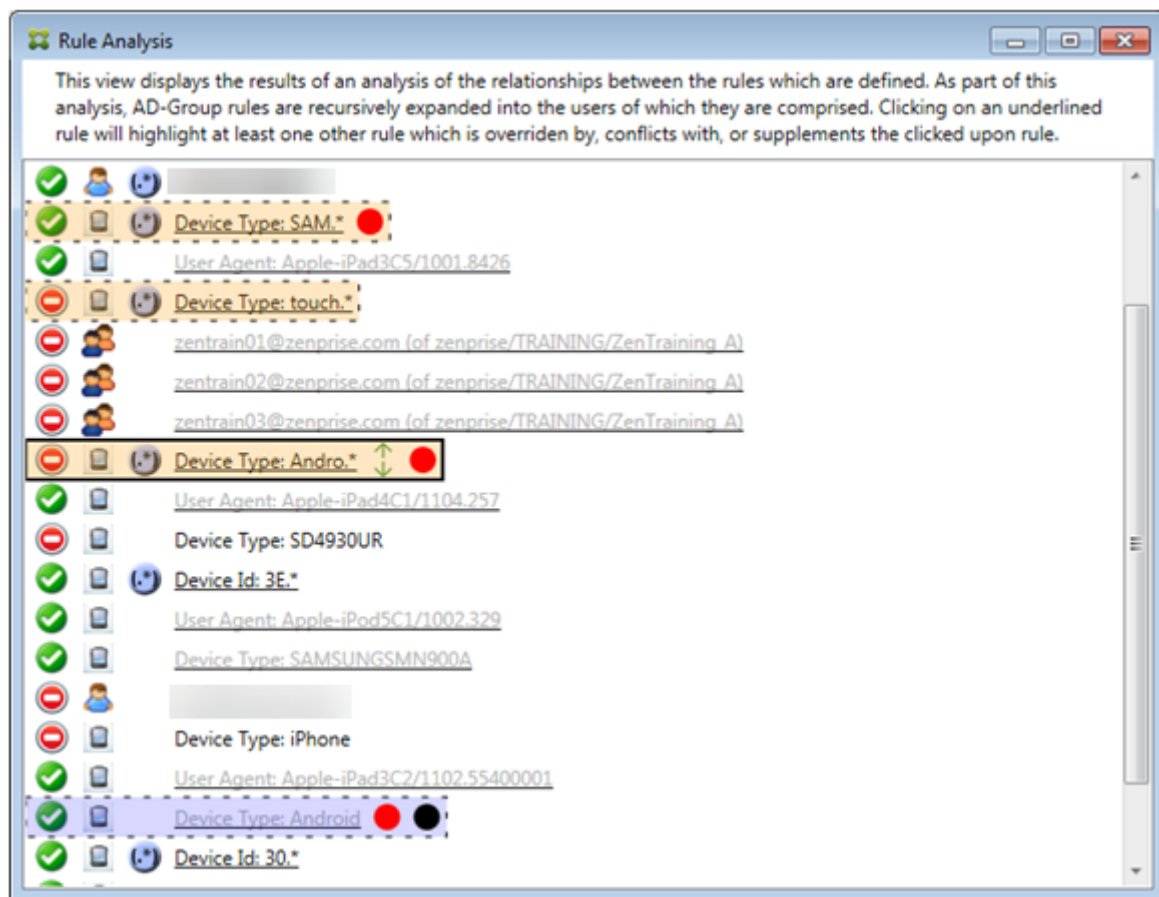 Rule Analysis
This view displays the results of an analysis of the relationships between the rules which are defined. As part of this
analysis, AD-Group rules are recursively expanded into the users of which they are comprised. Clicking on an underlined
rule will highlight at least one other rule which is overriden by, conflicts with, or supplements the clicked upon rule.
(.*)
(.*) Device Type: SAM.*
User Agent: Apple-iPad3C5/1001.8426
(.*) Device Type: touch.*
zentrain01@zenprise.com (of zenprise/TRAINING/ZenTraining_A)
zentrain02@zenprise.com (of zenprise/TRAINING/ZenTraining_A)
zentrain03@zenprise.com (of zenprise/TRAINING/ZenTraining_A)
(.*) Device Type: Andro.*
User Agent: Apple-iPad4C1/1104.257
Device Type: SD4930UR
(.*) Device Id: 3E.*
User Agent: Apple-iPod5C1/1002.329
Device Type: SAMSUNGSMN900A
Device Type: iPhone
User Agent: Apple-iPad3C2/1102.55400001
Device Type: Android
(.*) Device Id: 30.*